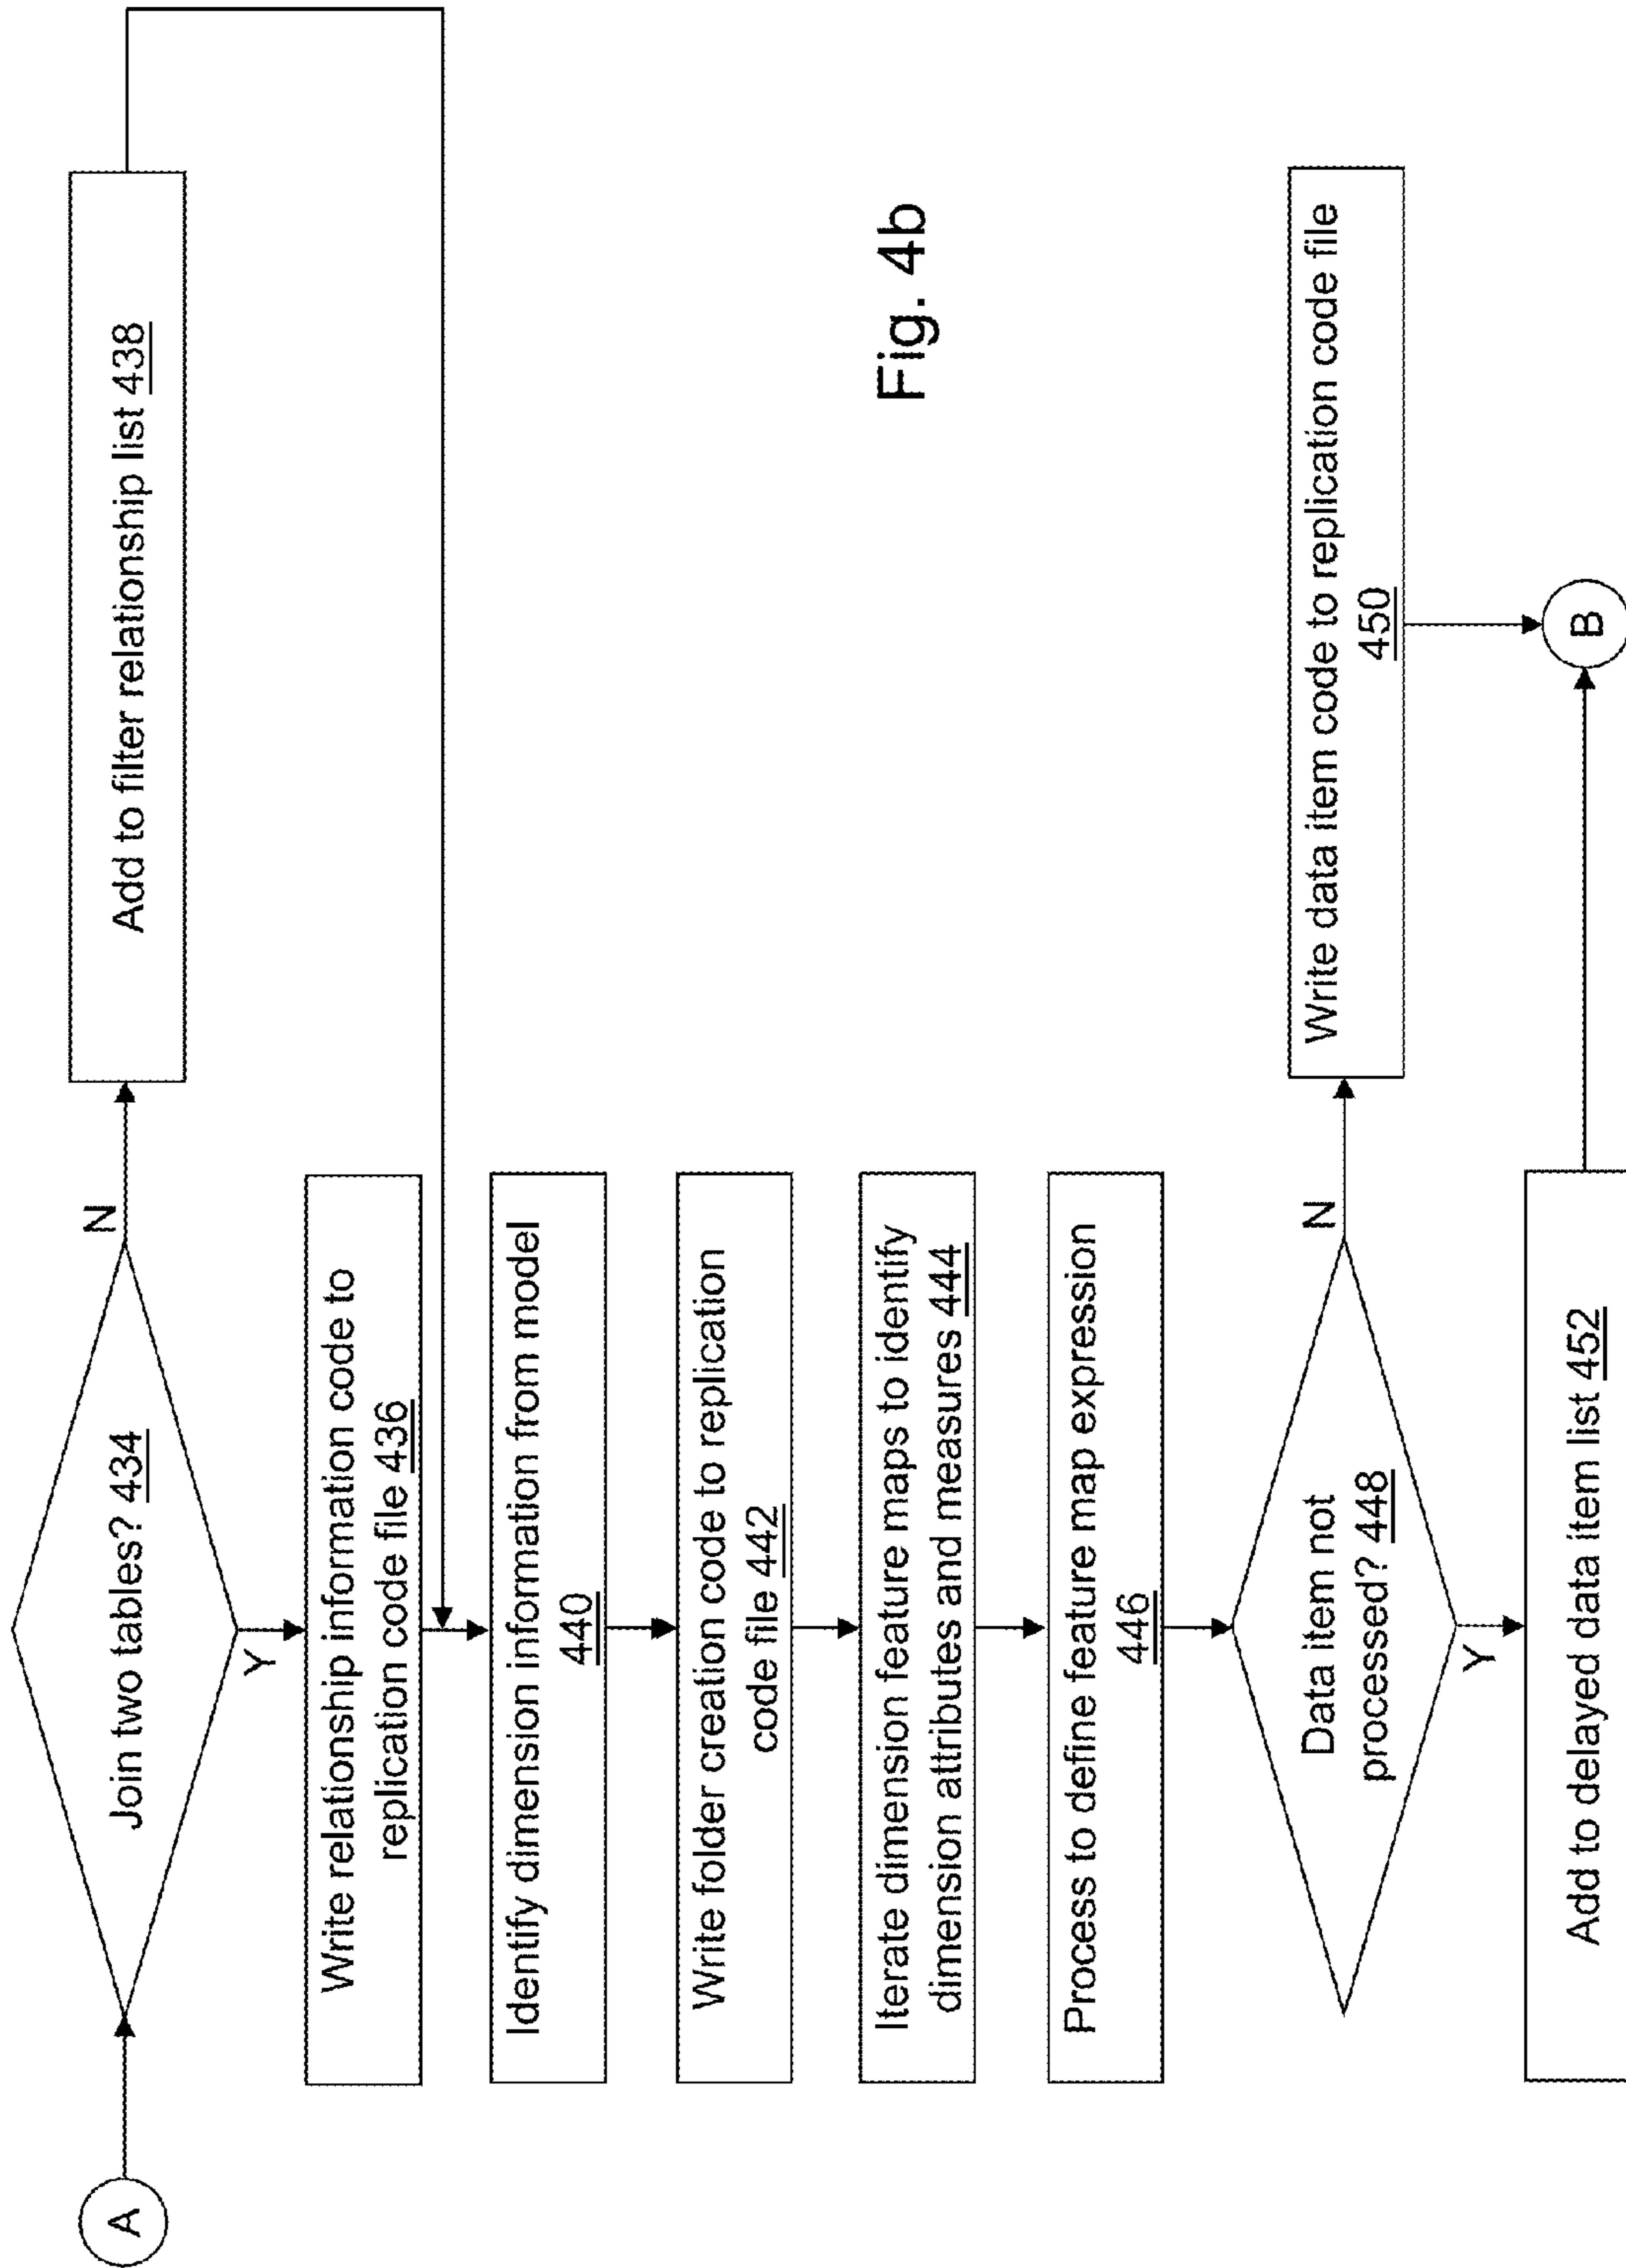 A
Join two tables? 434
N
Add to filter relationship list 438
Y
Write relationship information code to
replication code file 436
Identify dimension information from model
440
Write folder creation code to replication
code file 442
Iterate dimension feature maps to identify
dimension attributes and measures 444
Process to define feature map expression
446
Fig. 4b
Data item not
processed? 448
N
Write data item code to replication code file
450
Y
Add to delayed data item list 452
B